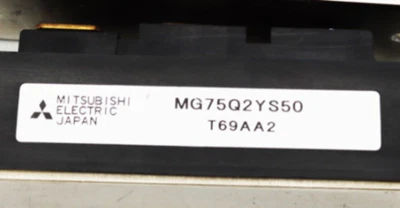 MITSUBISHI
ELECTRIC
JAPAN
MG75Q2YS50
T69AA2